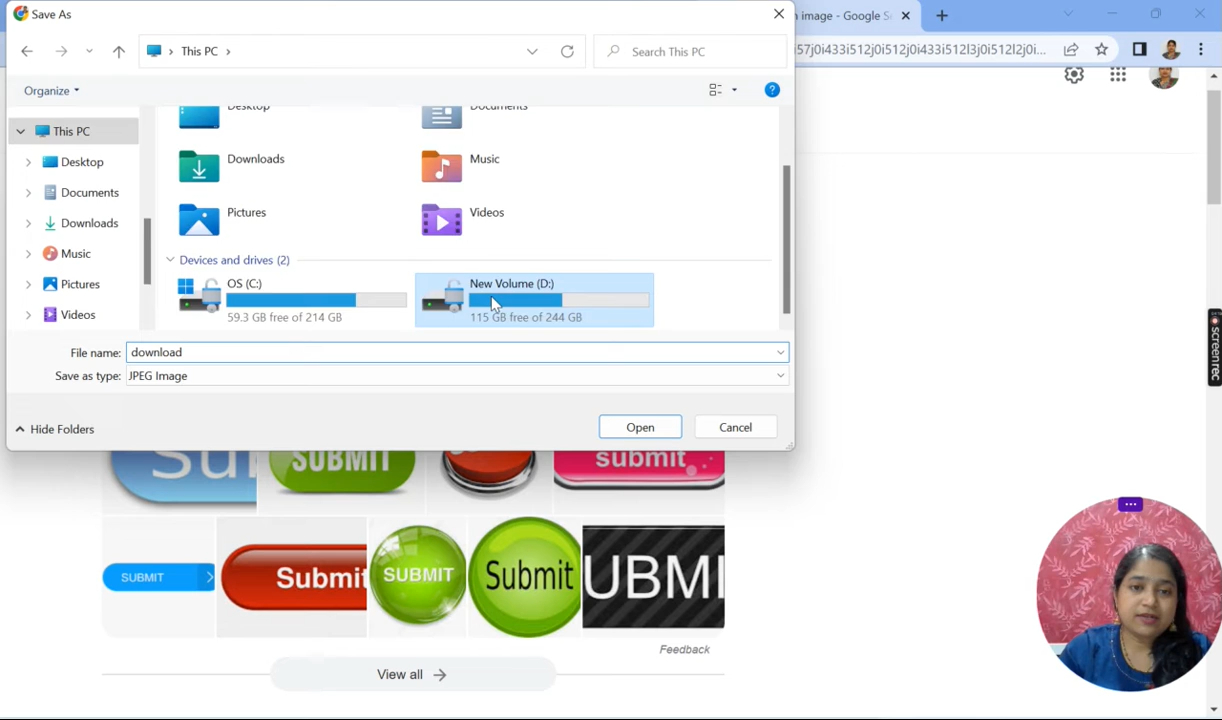 Save As
n image - Google S
This PC
Search This PC
i57j0i433i512j0i512j0i433i512l3j0i512l2j0i...
Organize
This PC
Desktop
Documents
Downloads
Music
Pictures
Videos
Desktop
Documents
Downloads
Music
Pictures
Videos
Devices and drives (2)
OS (C:)
59.3 GB free of 214 GB
New Volume (D:)
115 GB free of 244 GB
File name: download
Save as type: JPEG Image
Hide Folders
Open
Cancel
Su
SUBMIT
submit
SUBMIT
Submit
SUBMIT
Submit
UBMI
Feedback
View all
screenrec